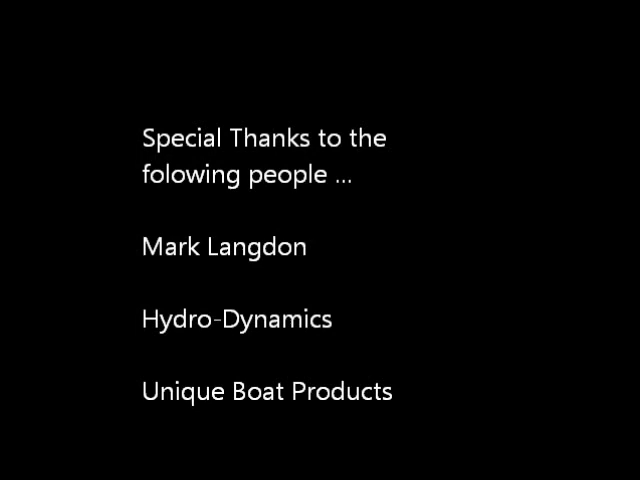 Special Thanks to the
folowing people ...
Mark Langdon
Hydro-Dynamics
Unique Boat Products